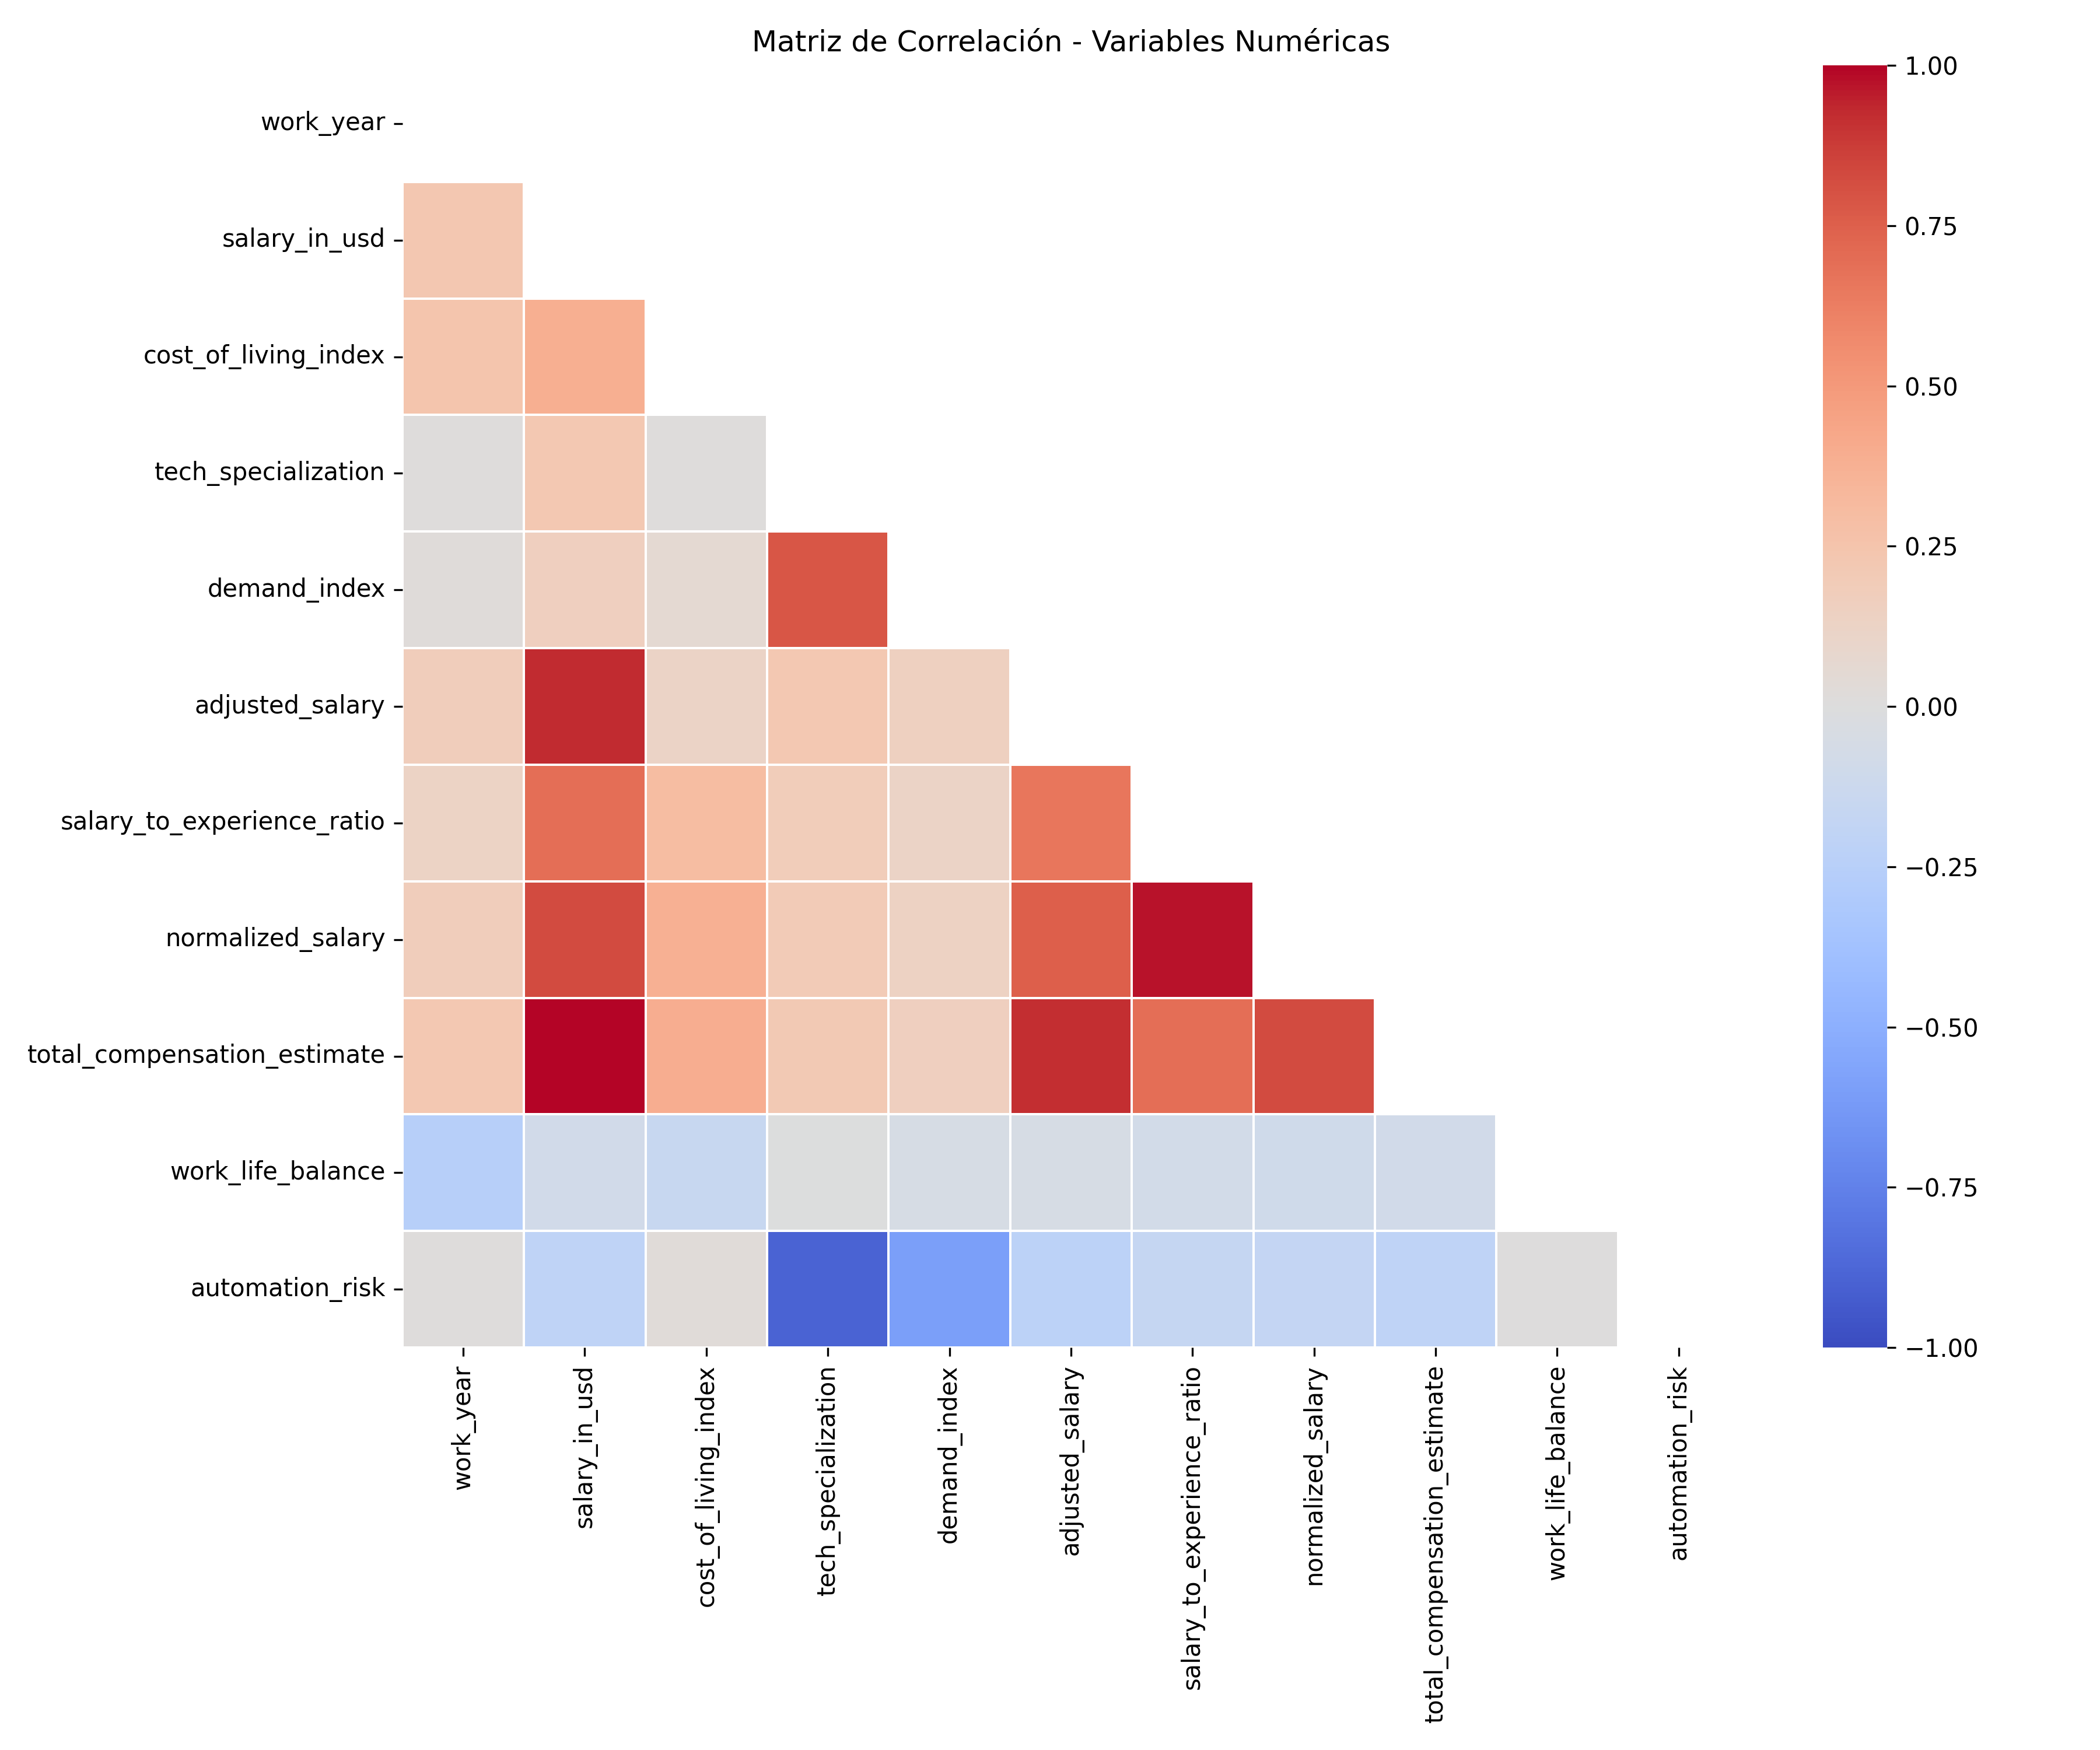 Matriz de Correlación - Variables Numéricas
work_year
salary_in_usd
cost_of_living_index
tech_specialization
demand_index
adjusted_salary
salary_to_experience_ratio
normalized_salary
total_compensation_estimate
work_life_balance
automation_risk
work_year
salary_in_usd
cost_of_living_index
tech_specialization
demand_index
adjusted_salary
salary_to_experience_ratio
normalized_salary
total_compensation_estimate
work_life_balance
automation_risk
1.00
0.75
0.50
0.25
0.00
−0.25
−0.50
−0.75
−1.00